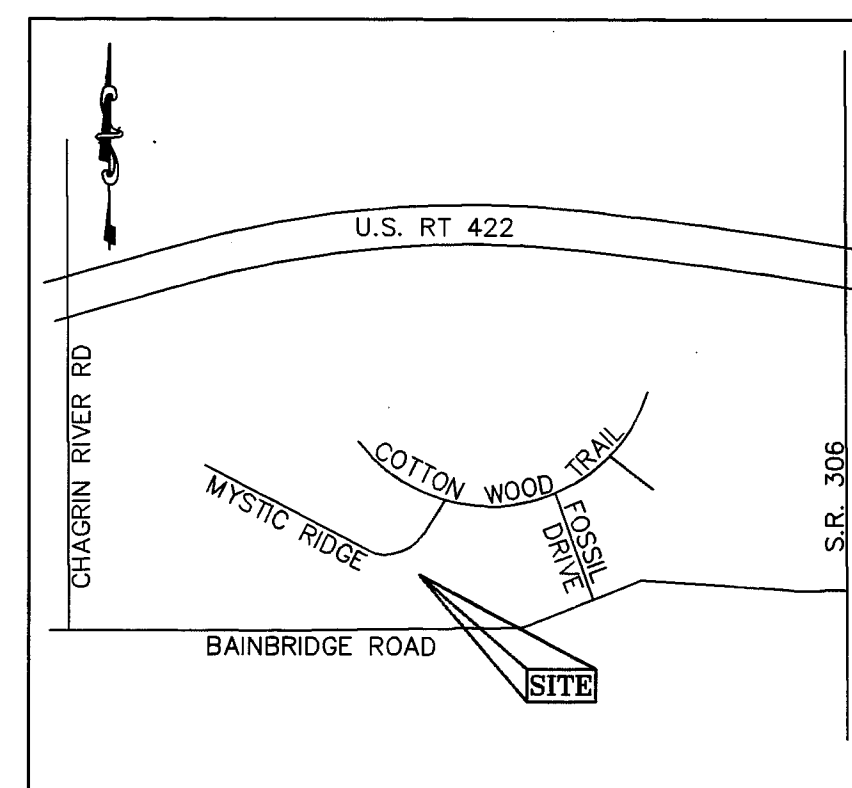 U.S. RT 422
CHAGRIN RIVER RD
COTTON WOOD TRAIL
MYSTIC RIDGE
FOSSIL
DRIVE
S.R. 306
BAINBRIDGE ROAD
SITE